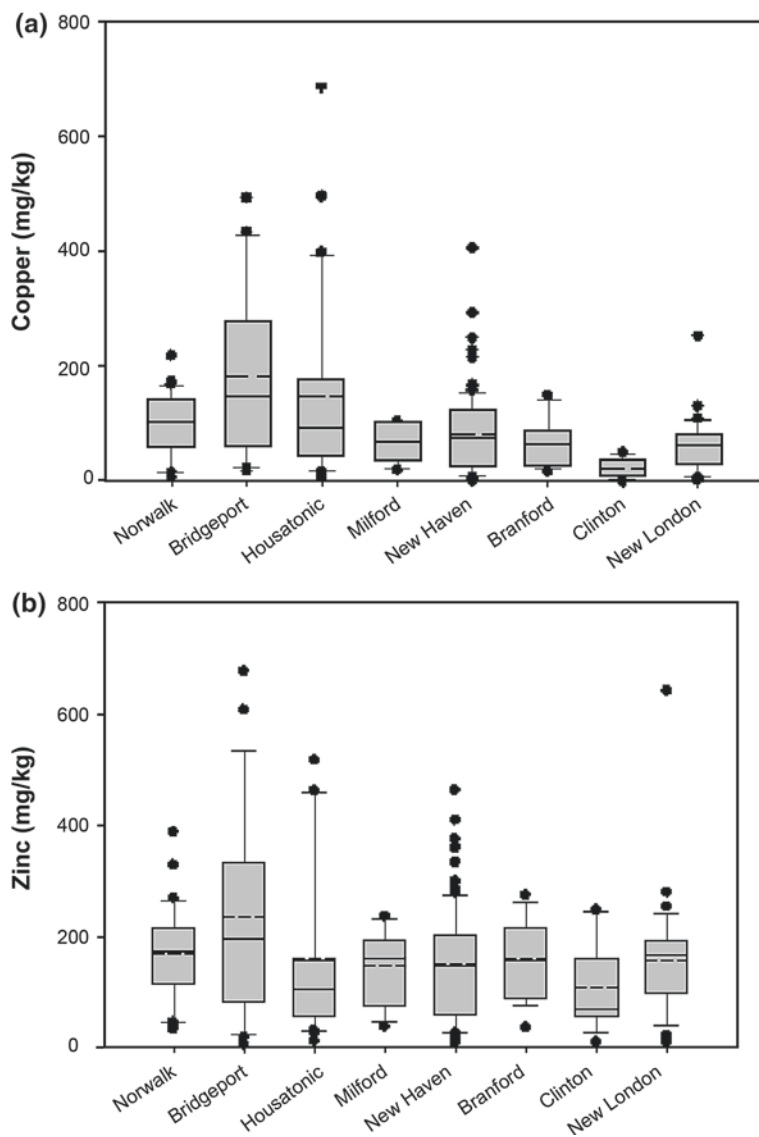 (a)
800
600
400
200
0
Copper (mg/kg)
Norwalk
Bridgeport
Housatonic
Milford
New Haven
Branford
Clinton
New London
(b)
800
600
400
200
0
Zinc (mg/kg)
Norwalk
Bridgeport
Housatonic
Milford
New Haven
Branford
Clinton
New London